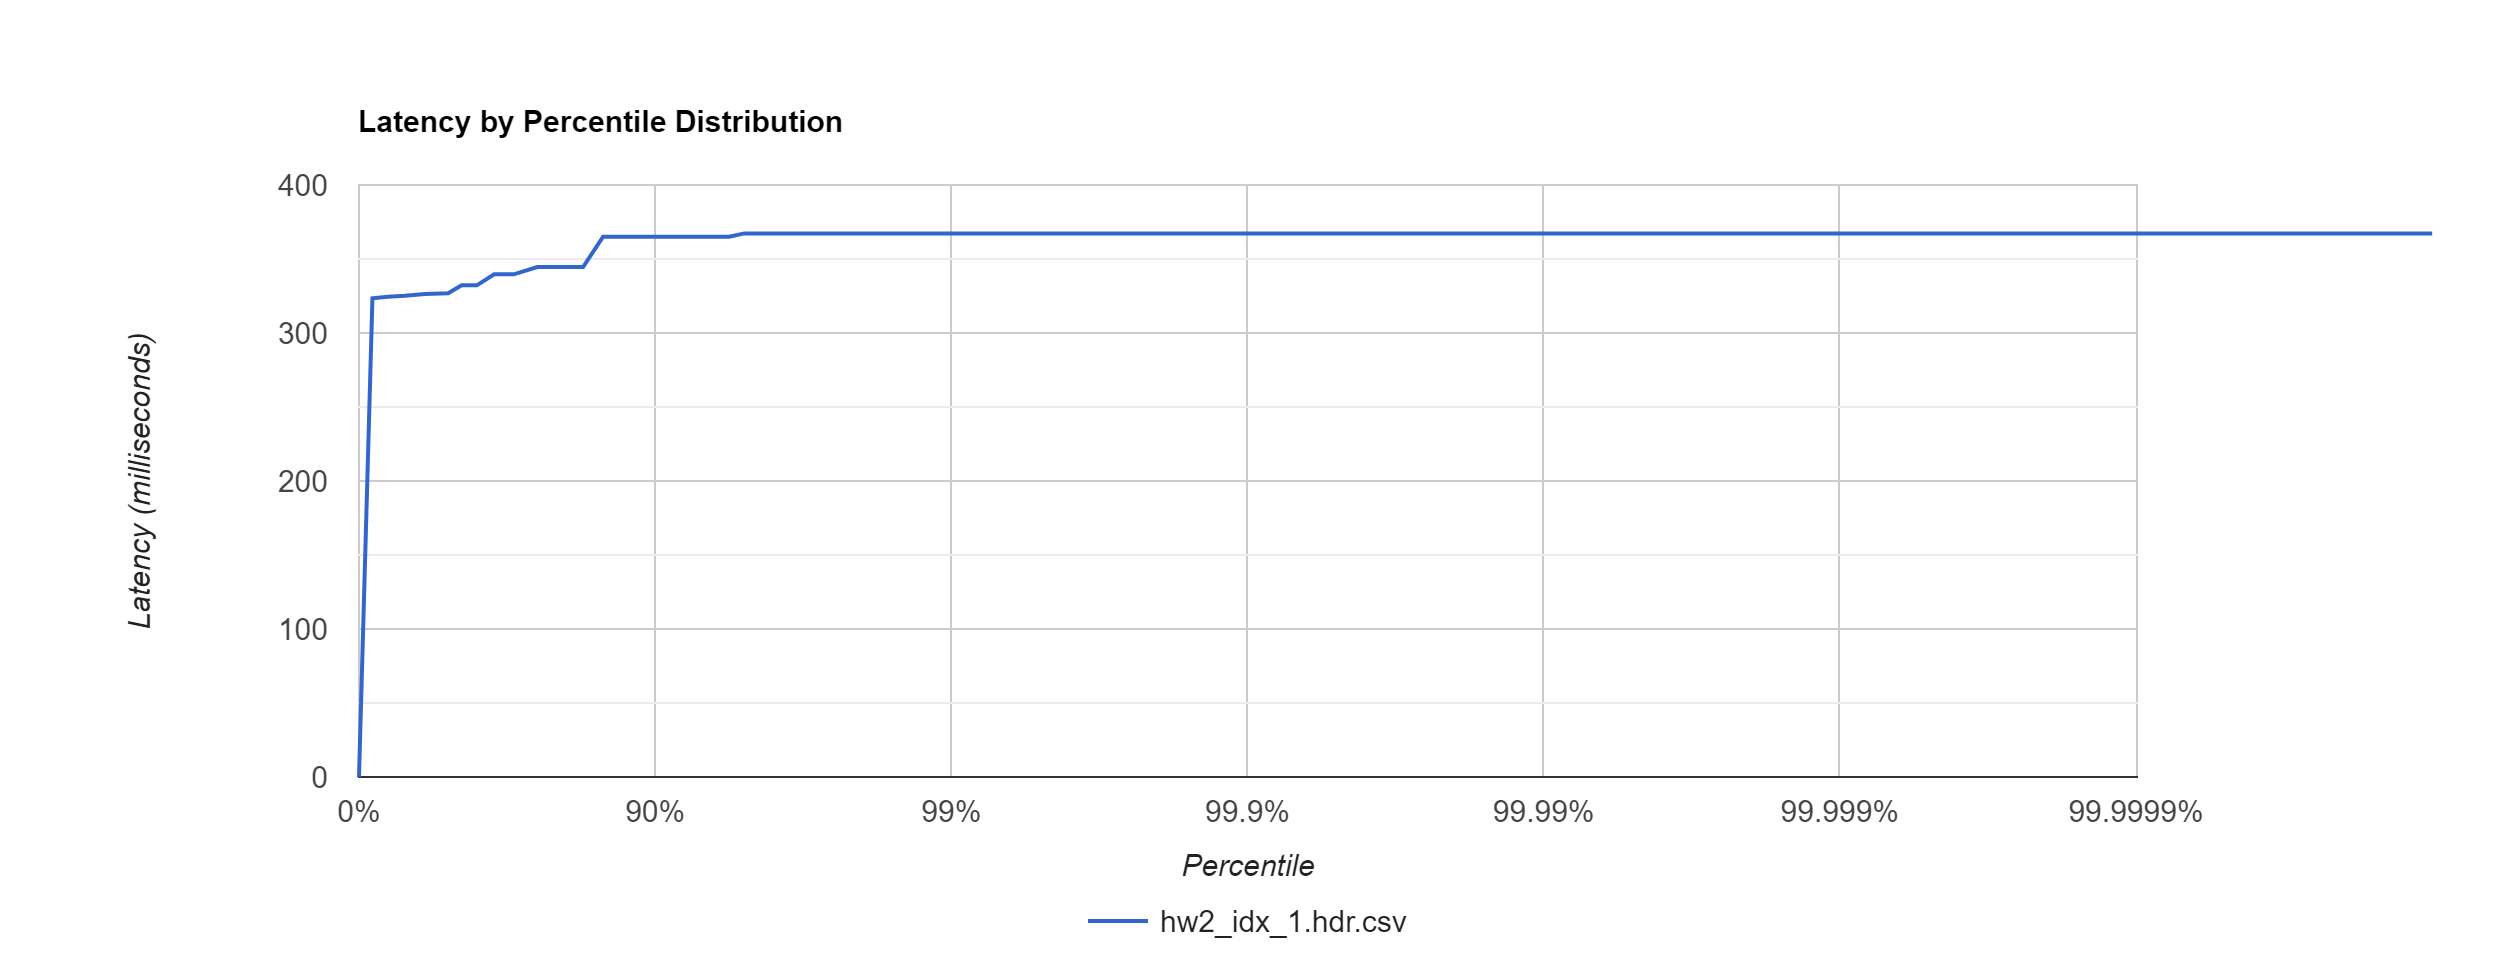 Latency by Percentile Distribution
400
300
200
100
0
Latency (milliseconds)
0% 90% 99% 99.9% 99.99% 99.999% 99.9999%
Percentile
hw2_idx_1.hdr.csv